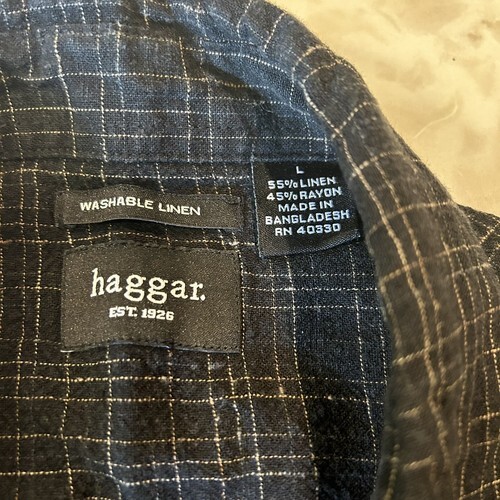 WASHABLE LINEN
haggar.
EST. 1926
L
55% LINEN
45% RAYON
MADE IN
BANGLADESH
RN 40330